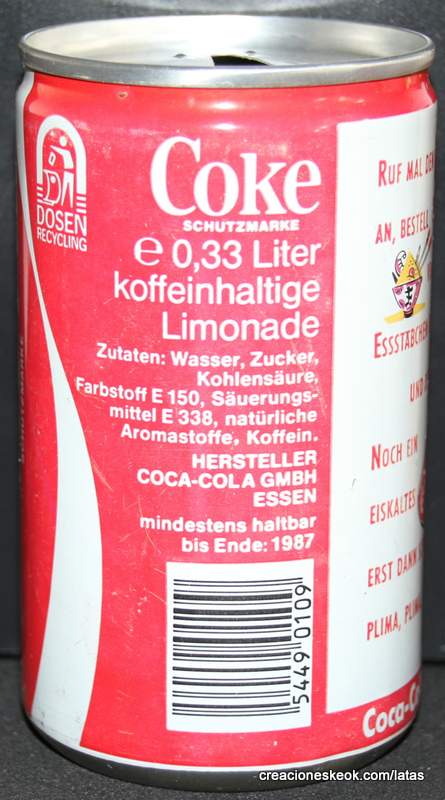 DOSEN
RECYCLING
Coke
SCHUTZMARKE
e 0,33 Liter
koffeinhaltige
Limonade
Zutaten: Wasser, Zucker,
Kohlensäure,
Farbstoff E 150, Säuerungs-
mittel E 338, natürliche
Aromastoffe, Koffein.
HERSTELLER
COCA-COLA GMBH
ESSEN
mindestens haltbar
bis Ende: 1987
5449 0109
RUF MAL
AN, BESTELL
ESSSTÄBCHEN
UND
NOCH EIN
EISKALTES
ERST DANN
PLIMA,
Coca-C
SCHUTZMARKE
creacioneskeok.com/latas